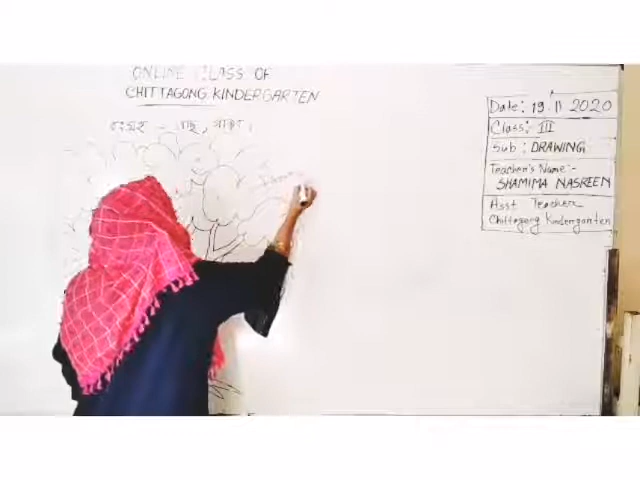 ONLINE CLASS OF
CHITTAGONG KINDERGARTEN
Date: 19 11 2020
Class: III
Sub: DRAWING
Teacher's Name:-
SHAMIMA NASREEN
Asst Teacher
Chittagong Kindergarten